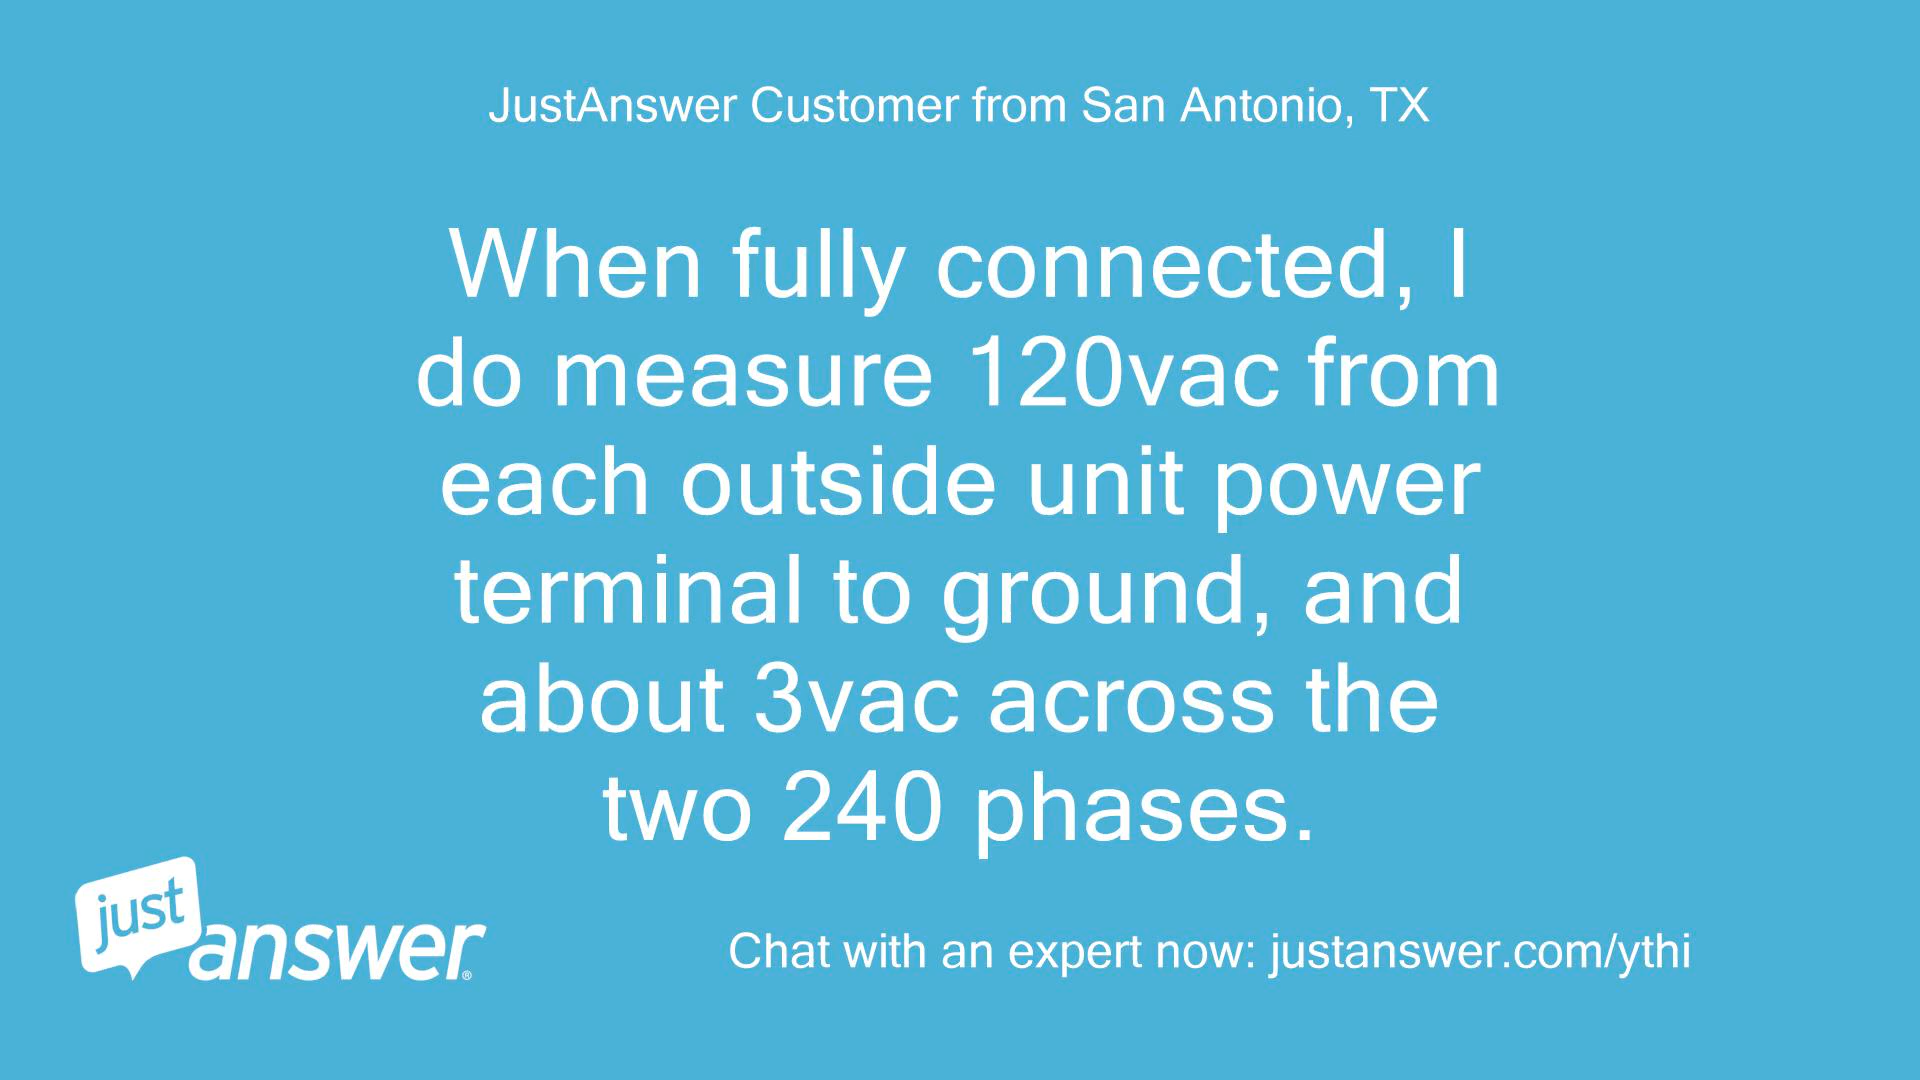 JustAnswer Customer from San Antonio, TX
When fully connected, I
do measure 120vac from
each outside unit power
terminal to ground, and
about 3vac across the
two 240 phases.
just
answer®
Chat with an expert now: justanswer.com/ythi